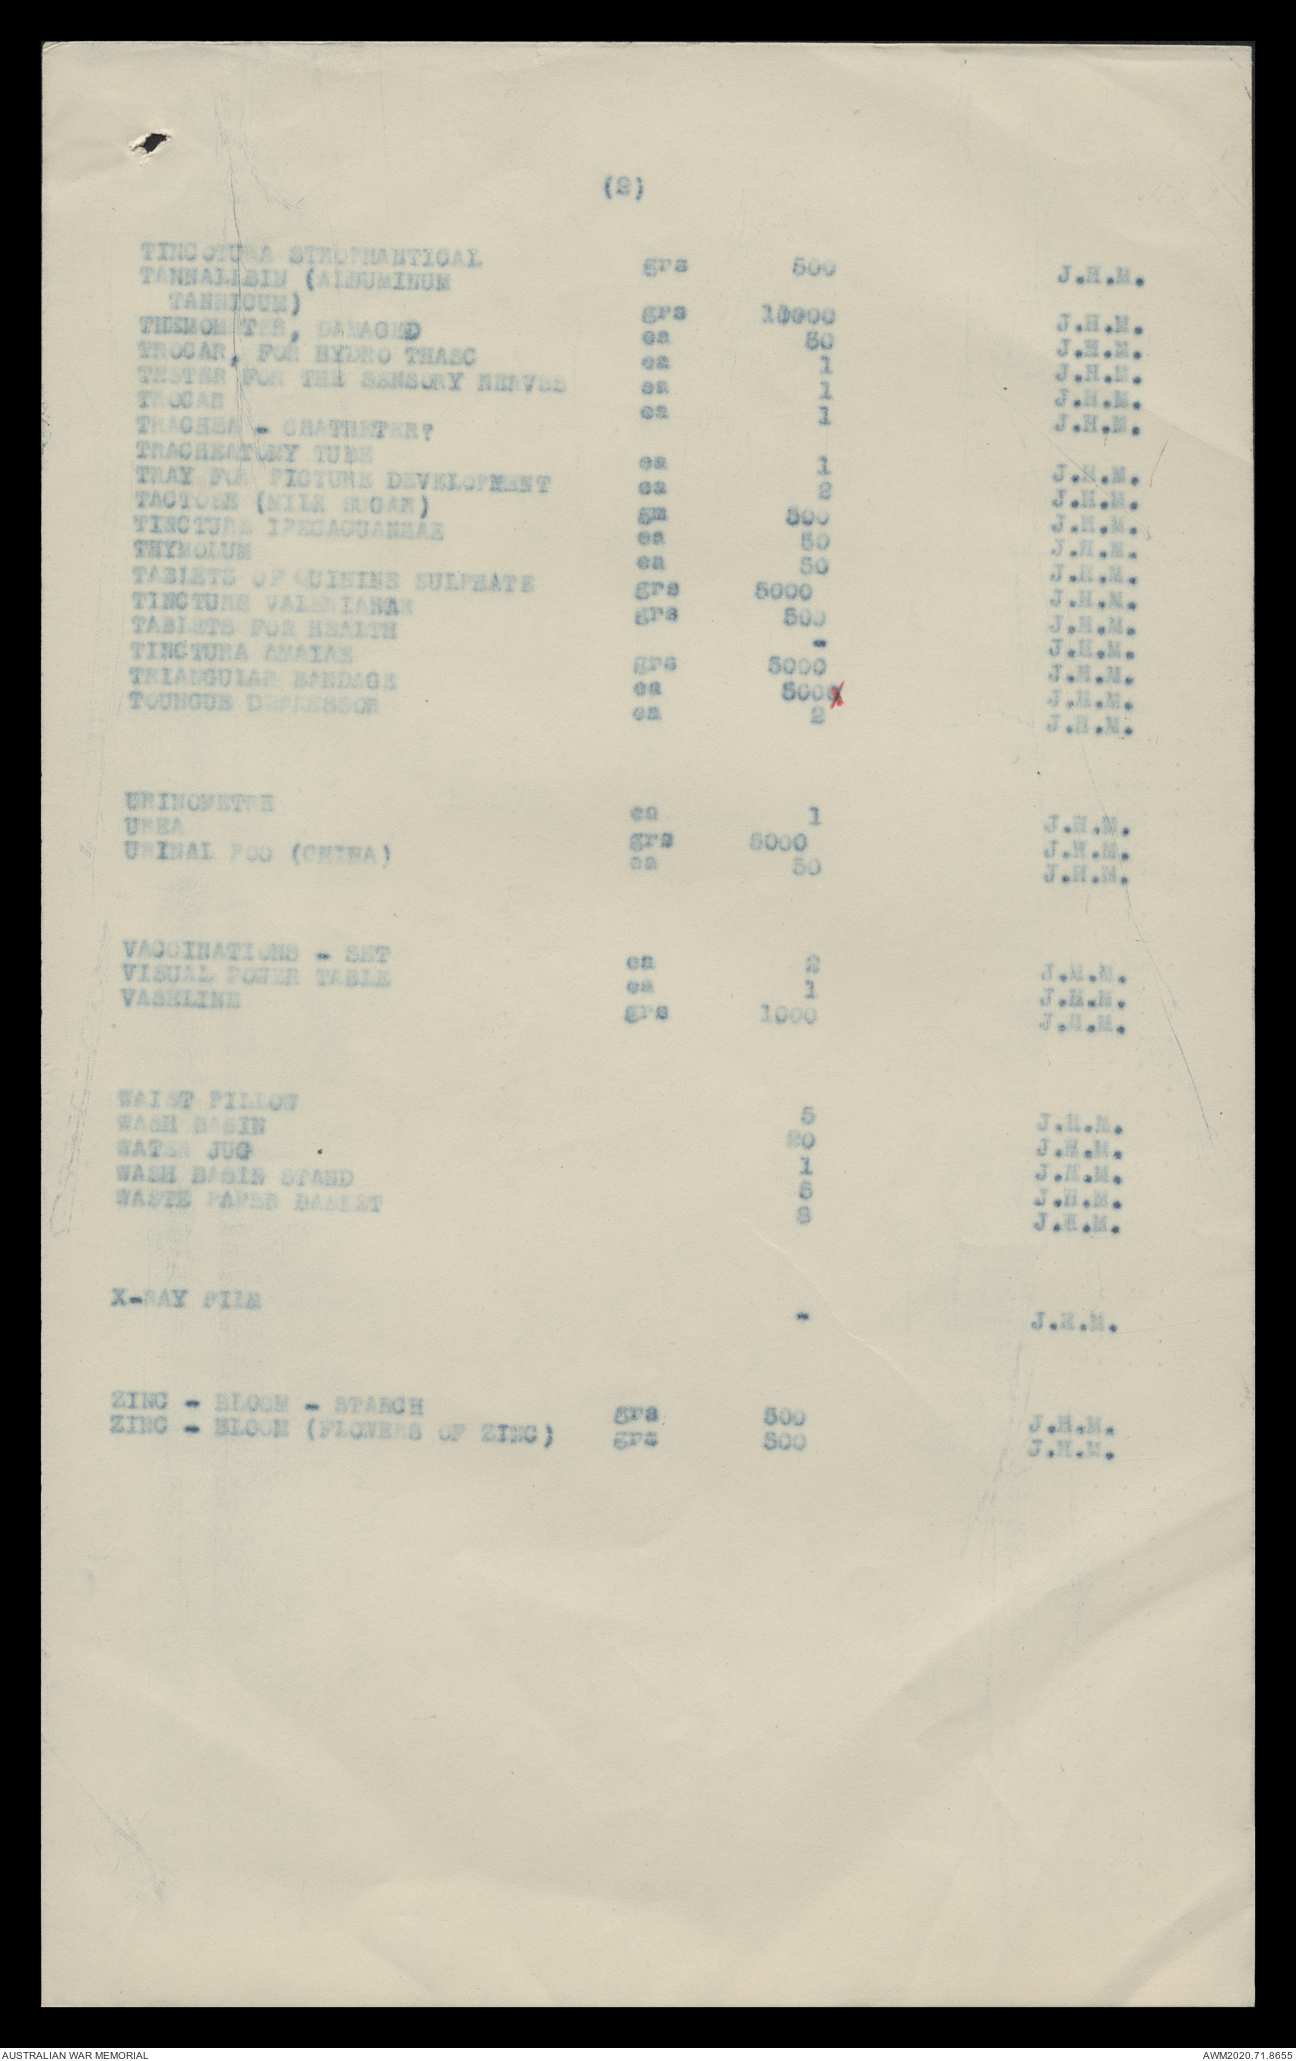 (2)
TINCOTURA STROPHANTICAL grs 500 J.H.M.
TANNALBIN (ALBUMINUM
TANNICUM) grs 10000 J.H.M.
THEMOMETER, DAMAGED ea 50 J.H.M.
TROCAR, FOR HYDRO THASC ea 1 J.H.M.
TESTER FOR THE SENSORY NERVES ea 1 J.H.M.
TROCAR ea 1 J.H.M.
TRACHEA - CHATHETER?
TRACHEATOMY TUBE ea 1 J.H.M.
TRAY FOR PICTURE DEVELOPMENT ea 2 J.H.M.
TACTOSE (MILK SUGAR) gm 500 J.H.M.
TINCTURE IPECACUANHAE ea 50 J.H.M.
THYMOLUM ea 50 J.H.M.
TABLETS OF QUININE SULPHATE grs 5000 J.H.M.
TINCTURE VALERIANAE grs 500 J.H.M.
TABLETS FOR HEALTH - J.H.M.
TINCTURA AMAIAE grs 5000 J.H.M.
TRIANGULAR BANDAGE ea 5000 J.H.M.
TOUNGUE DEPRESSOR ea 2 J.H.M.
URINOMETRE ea 1 J.H.M.
UREA grs 5000 J.H.M.
URINAL POO (CHINA) ea 50 J.H.M.
VACCINATIONS - SET ea 2 J.H.M.
VISUAL POWER TABLE ea 1 J.H.M.
VASELINE grs 1000 J.H.M.
WAIST PILLOW 5 J.H.M.
WASH BASIN 20 J.H.M.
WATER JUG 1 J.H.M.
WASH BASIN STAND 5 J.H.M.
WASTE PAPER BASKET 8 J.H.M.
X-RAY FILM - J.H.M.
ZINC - BLOOM - STARCH grs 500 J.H.M.
ZINC - BLOOM (FLOWERS OF ZINC) grs 500 J.H.M.
AUSTRALIAN WAR MEMORIAL AWM2020.71.8655